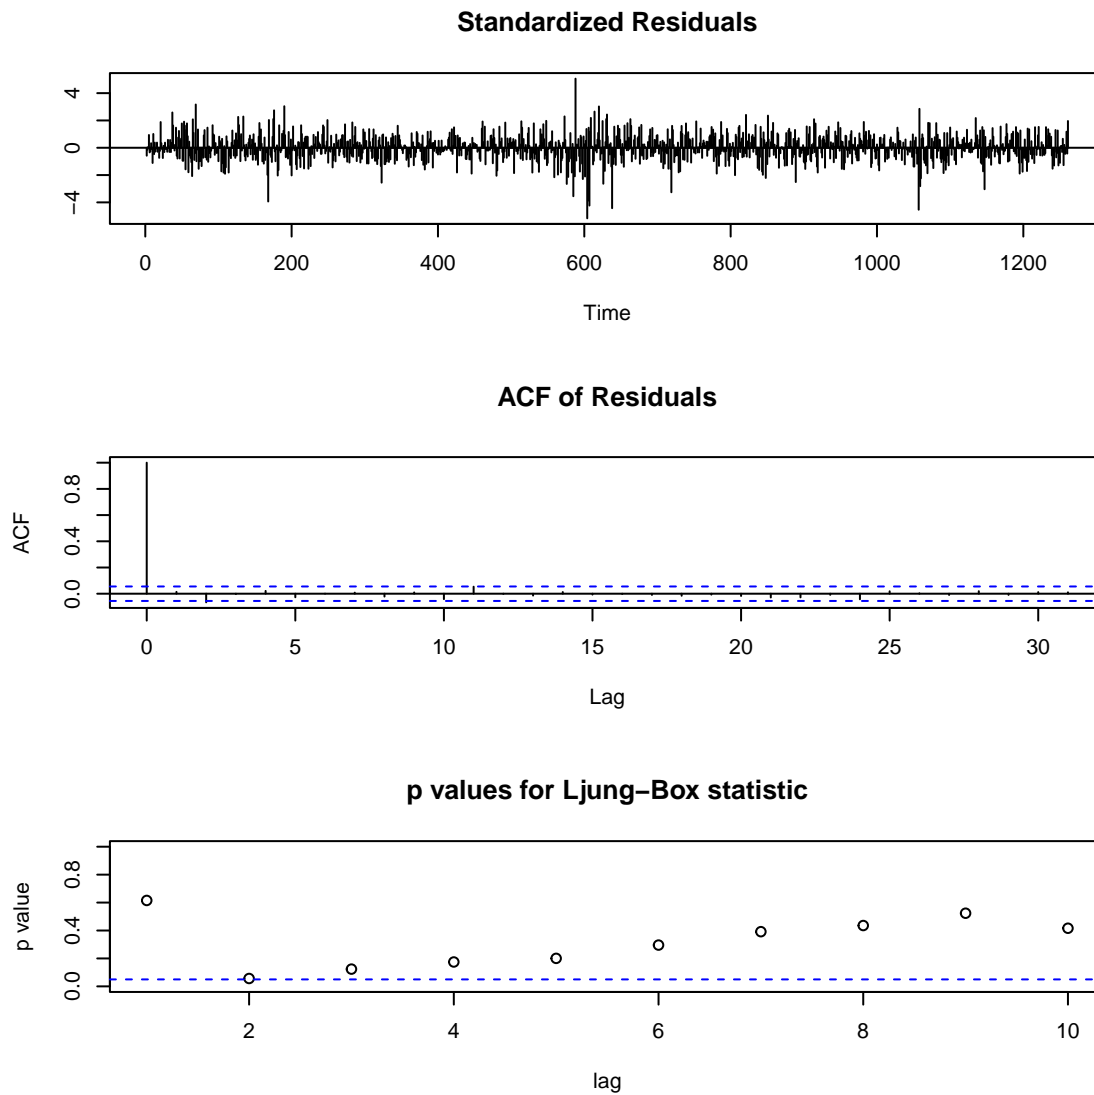 Standardized Residuals
4
0
−4
0 200 400 600 800 1000 1200
Time
ACF of Residuals
ACF
0.8
0.4
0.0
0 5 10 15 20 25 30
Lag
p values for Ljung−Box statistic
p value
0.8
0.4
0.0
2 4 6 8 10
lag